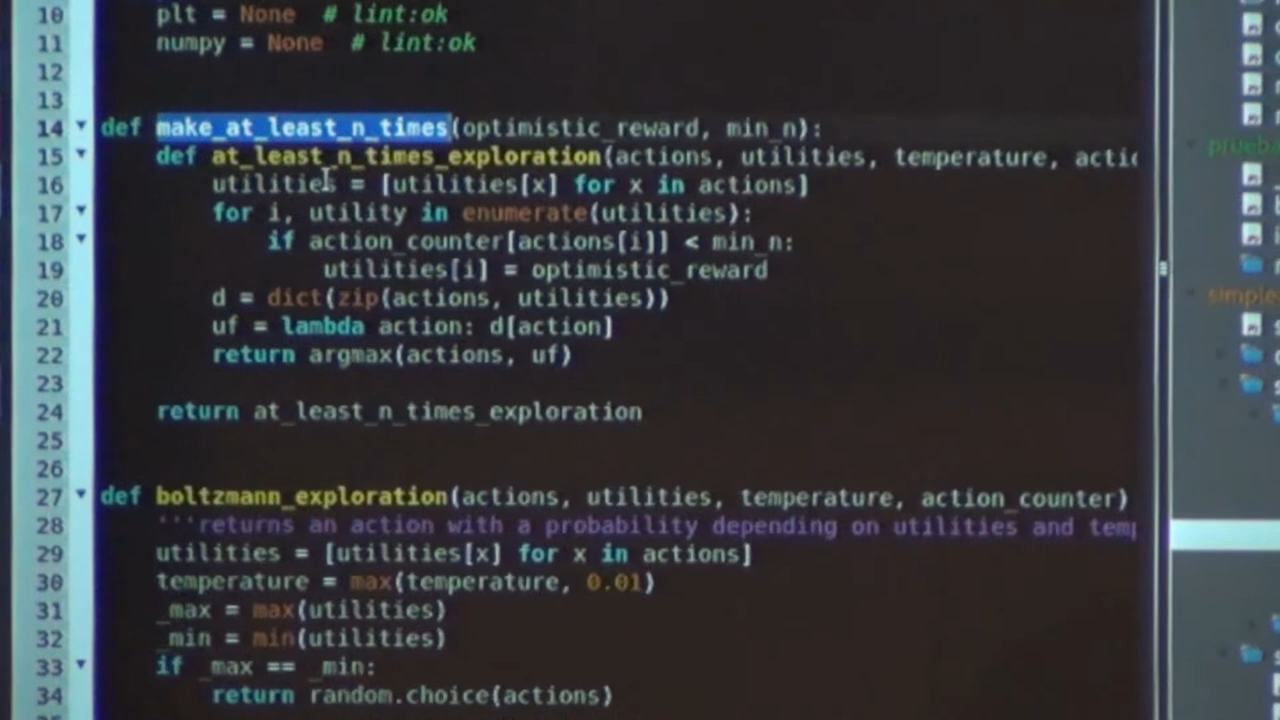 10 plt = None # lint:ok
11 numpy = None # lint:ok
12
13
14 def make_at_least_n_times(optimistic_reward, min_n):
15 def at_least_n_times_exploration(actions, utilities, temperature, actio
16 utilities = [utilities[x] for x in actions]
17 for i, utility in enumerate(utilities):
18 if action_counter[actions[i]] < min_n:
19 utilities[i] = optimistic_reward
20 d = dict(zip(actions, utilities))
21 uf = lambda action: d[action]
22 return argmax(actions, uf)
23
24 return at_least_n_times_exploration
25
26
27 def boltzmann_exploration(actions, utilities, temperature, action_counter)
28 '''returns an action with a probability depending on utilities and temp
29 utilities = [utilities[x] for x in actions]
30 temperature = max(temperature, 0.01)
31 _max = max(utilities)
32 _min = min(utilities)
33 if _max == _min:
34 return random.choice(actions)
prueba
simple